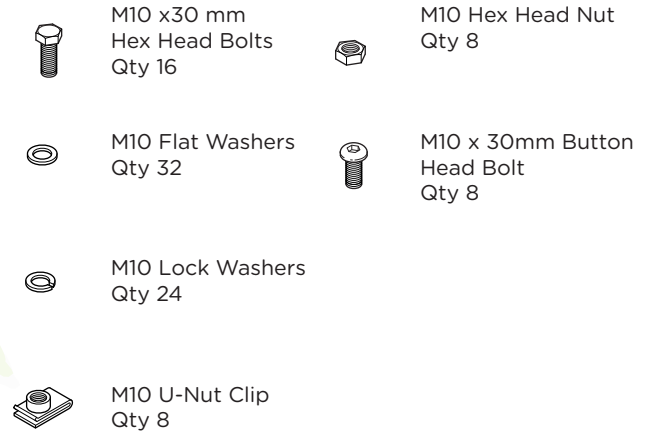 M10 x30 mm
Hex Head Bolts
Qty 16
M10 Hex Head Nut
Qty 8
M10 Flat Washers
Qty 32
M10 x 30mm Button
Head Bolt
Qty 8
M10 Lock Washers
Qty 24
M10 U-Nut Clip
Qty 8